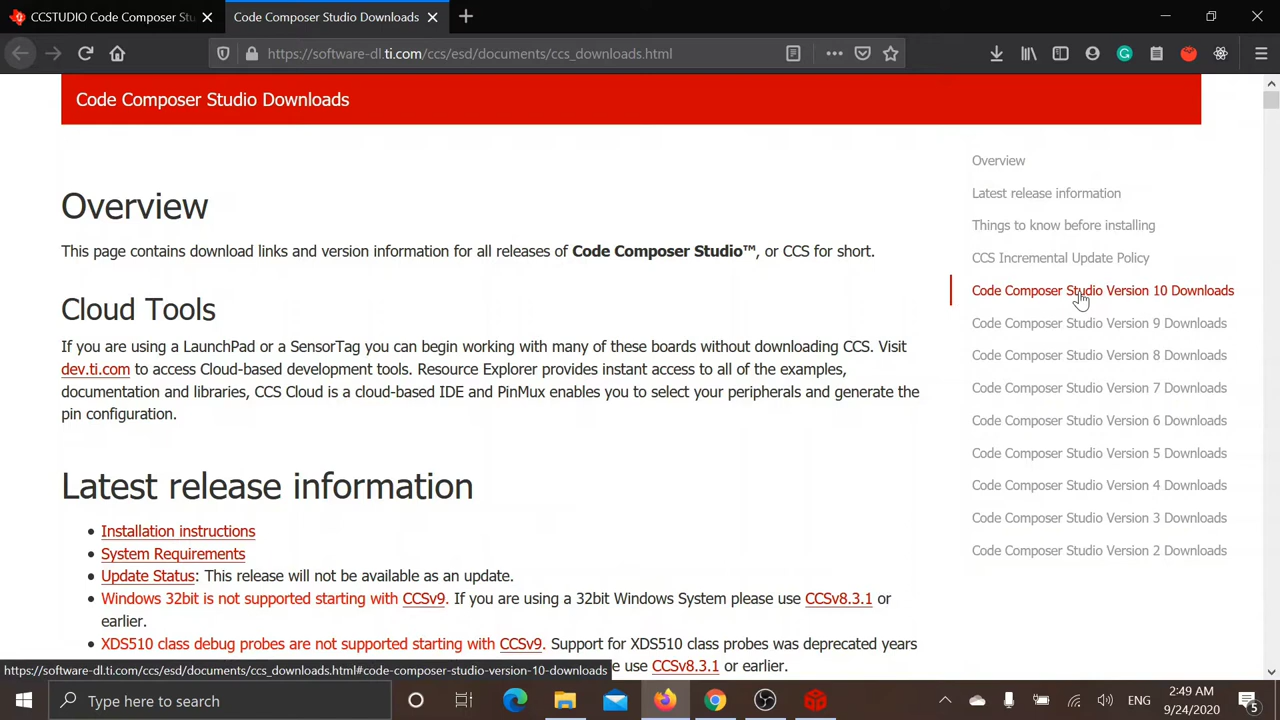 CCSTUDIO Code Composer Stu
Code Composer Studio Downloads
https://software-dl.ti.com/ccs/esd/documents/ccs_downloads.html
Code Composer Studio Downloads
Overview
This page contains download links and version information for all releases of Code Composer Studio™, or CCS for short.
Cloud Tools
If you are using a LaunchPad or a SensorTag you can begin working with many of these boards without downloading CCS. Visit
dev.ti.com to access Cloud-based development tools. Resource Explorer provides instant access to all of the examples,
documentation and libraries, CCS Cloud is a cloud-based IDE and PinMux enables you to select your peripherals and generate the
pin configuration.
Latest release information
Installation instructions
System Requirements
Update Status: This release will not be available as an update.
Windows 32bit is not supported starting with CCSv9. If you are using a 32bit Windows System please use CCSv8.3.1 or
earlier.
XDS510 class debug probes are not supported starting with CCSv9. Support for XDS510 class probes was deprecated years
e use CCSv8.3.1 or earlier.
Overview
Latest release information
Things to know before installing
CCS Incremental Update Policy
Code Composer Studio Version 10 Downloads
Code Composer Studio Version 9 Downloads
Code Composer Studio Version 8 Downloads
Code Composer Studio Version 7 Downloads
Code Composer Studio Version 6 Downloads
Code Composer Studio Version 5 Downloads
Code Composer Studio Version 4 Downloads
Code Composer Studio Version 3 Downloads
Code Composer Studio Version 2 Downloads
https://software-dl.ti.com/ccs/esd/documents/ccs_downloads.html#code-composer-studio-version-10-downloads
Type here to search
ENG
2:49 AM
9/24/2020
5